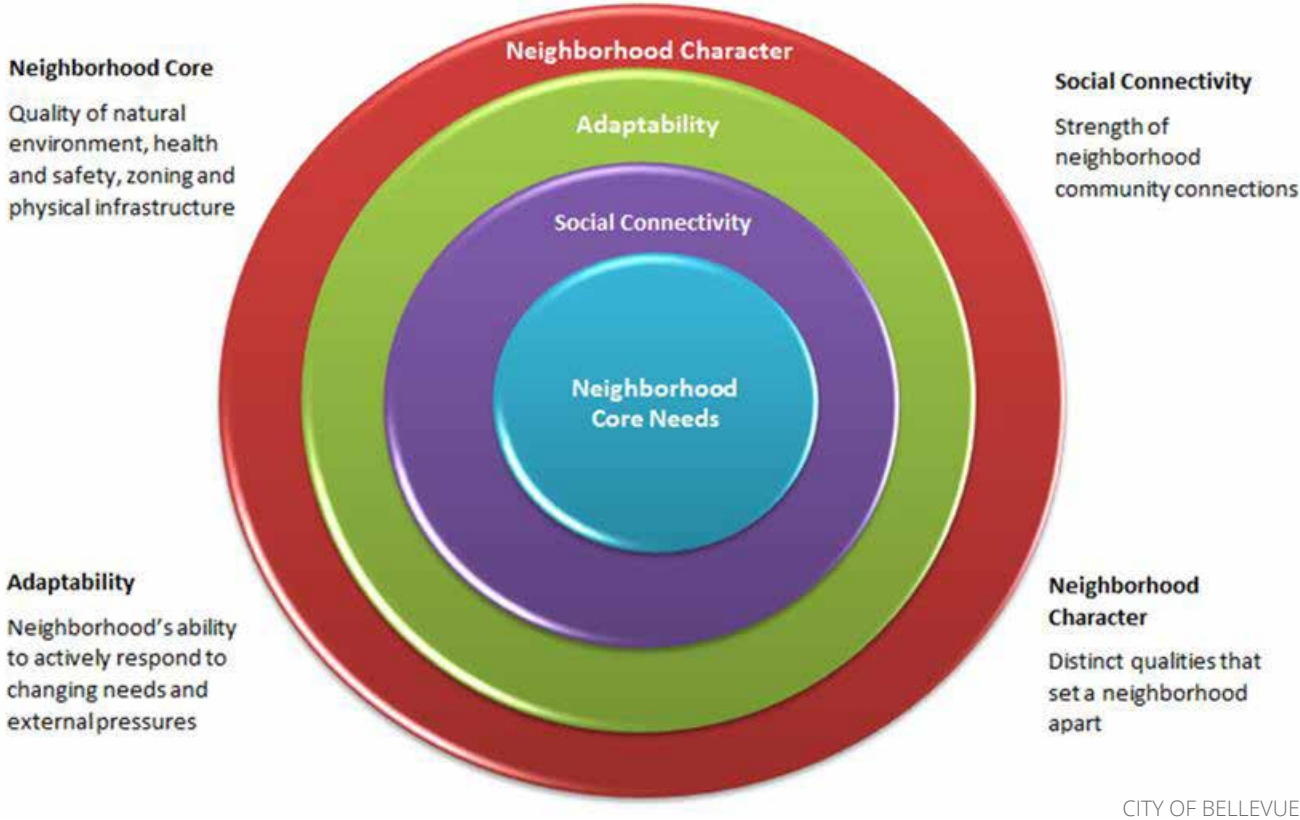 Neighborhood Core
Quality of natural
environment, health
and safety, zoning and
physical infrastructure
Neighborhood Character
Adaptability
Social Connectivity
Neighborhood
Core Needs
Social Connectivity
Strength of
neighborhood
community connections
Adaptability
Neighborhood's ability
to actively respond to
changing needs and
external pressures
Neighborhood
Character
Distinct qualities that
set a neighborhood
apart
CITY OF BELLEVUE